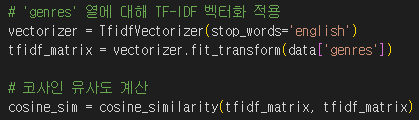 # 'genres' 열에 대해 TF-IDF 벡터화 적용
vectorizer = TfidfVectorizer(stop_words='english')
tfidf_matrix = vectorizer.fit_transform(data['genres'])
# 코사인 유사도 계산
cosine_sim = cosine_similarity(tfidf_matrix, tfidf_matrix)